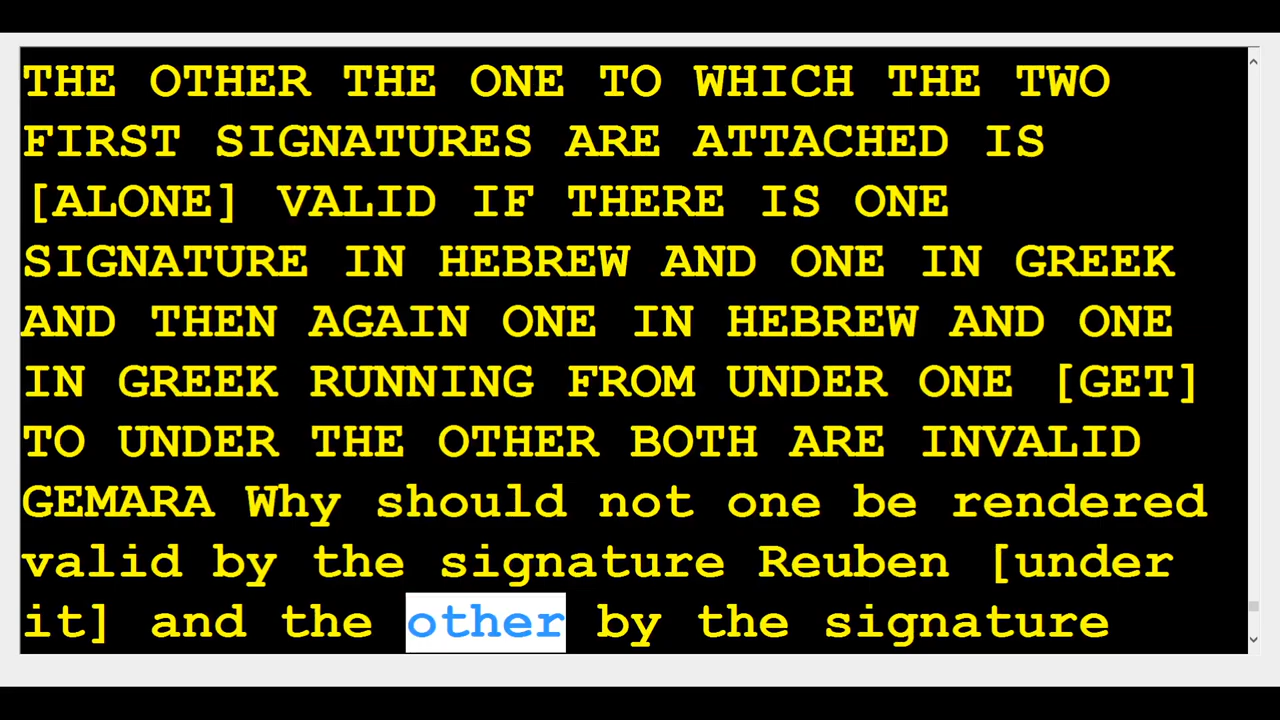 THE OTHER THE ONE TO WHICH THE TWO
FIRST SIGNATURES ARE ATTACHED IS
[ALONE] VALID IF THERE IS ONE
SIGNATURE IN HEBREW AND ONE IN GREEK
AND THEN AGAIN ONE IN HEBREW AND ONE
IN GREEK RUNNING FROM UNDER ONE [GET]
TO UNDER THE OTHER BOTH ARE INVALID
GEMARA Why should not one be rendered
valid by the signature Reuben [under
it] and the other by the signature